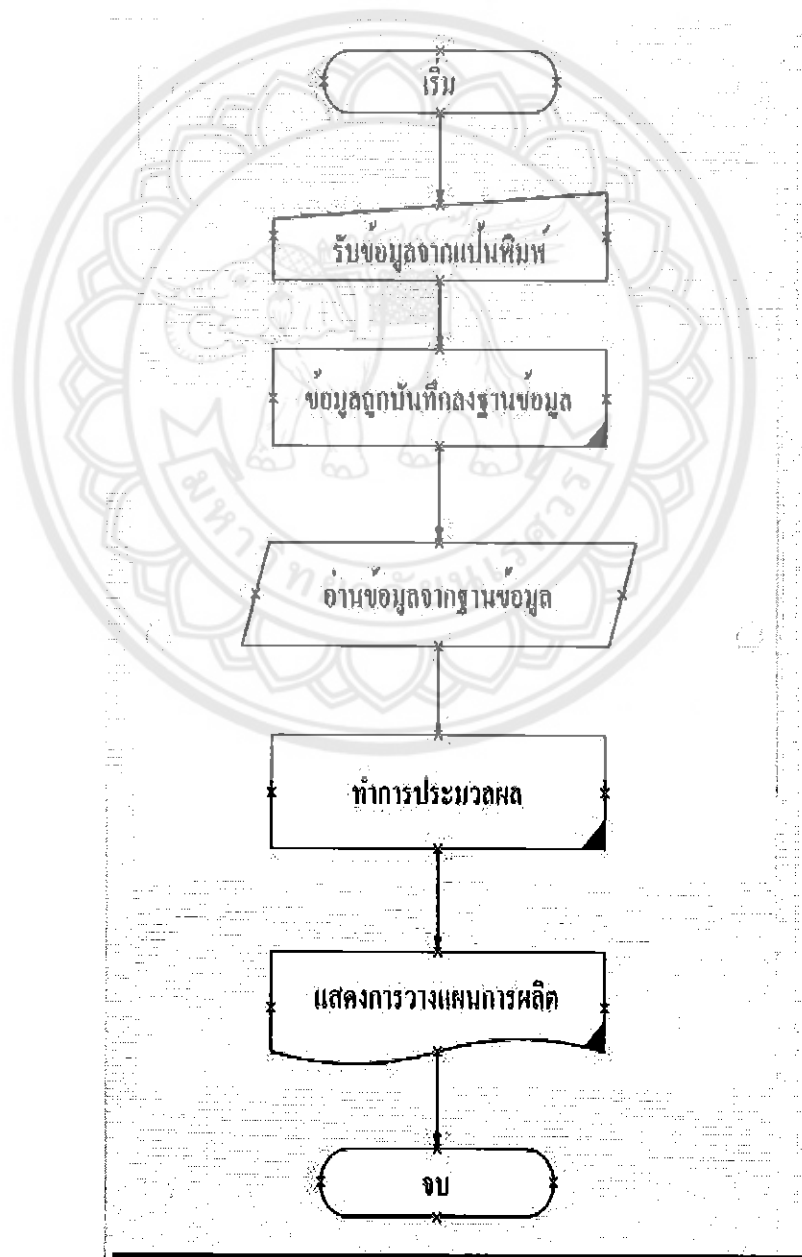 เริ่ม
รับข้อมูลจากแป้นพิมพ์
ข้อมูลถูกบันทึกลงฐานข้อมูล
อ่านข้อมูลจากฐานข้อมูล
ทำการประมวลผล
แสดงการวางแผนการผลิต
จบ